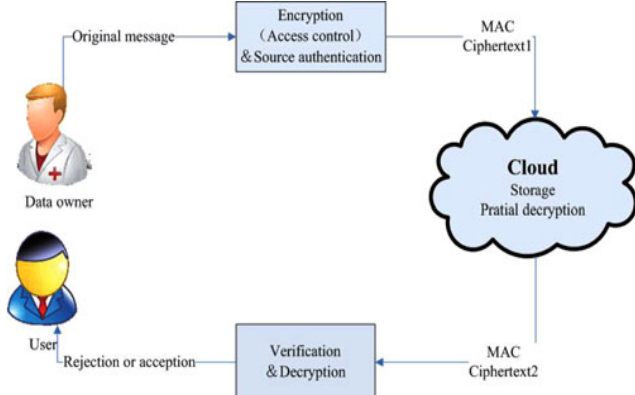 Encryption
（Access control）
＆Source authentication
Original message
MAC
Ciphertext1
Data owner
Cloud
Storage
Pratial decryption
User
Rejection or acception
Verification
＆Decryption
MAC
Ciphertext2